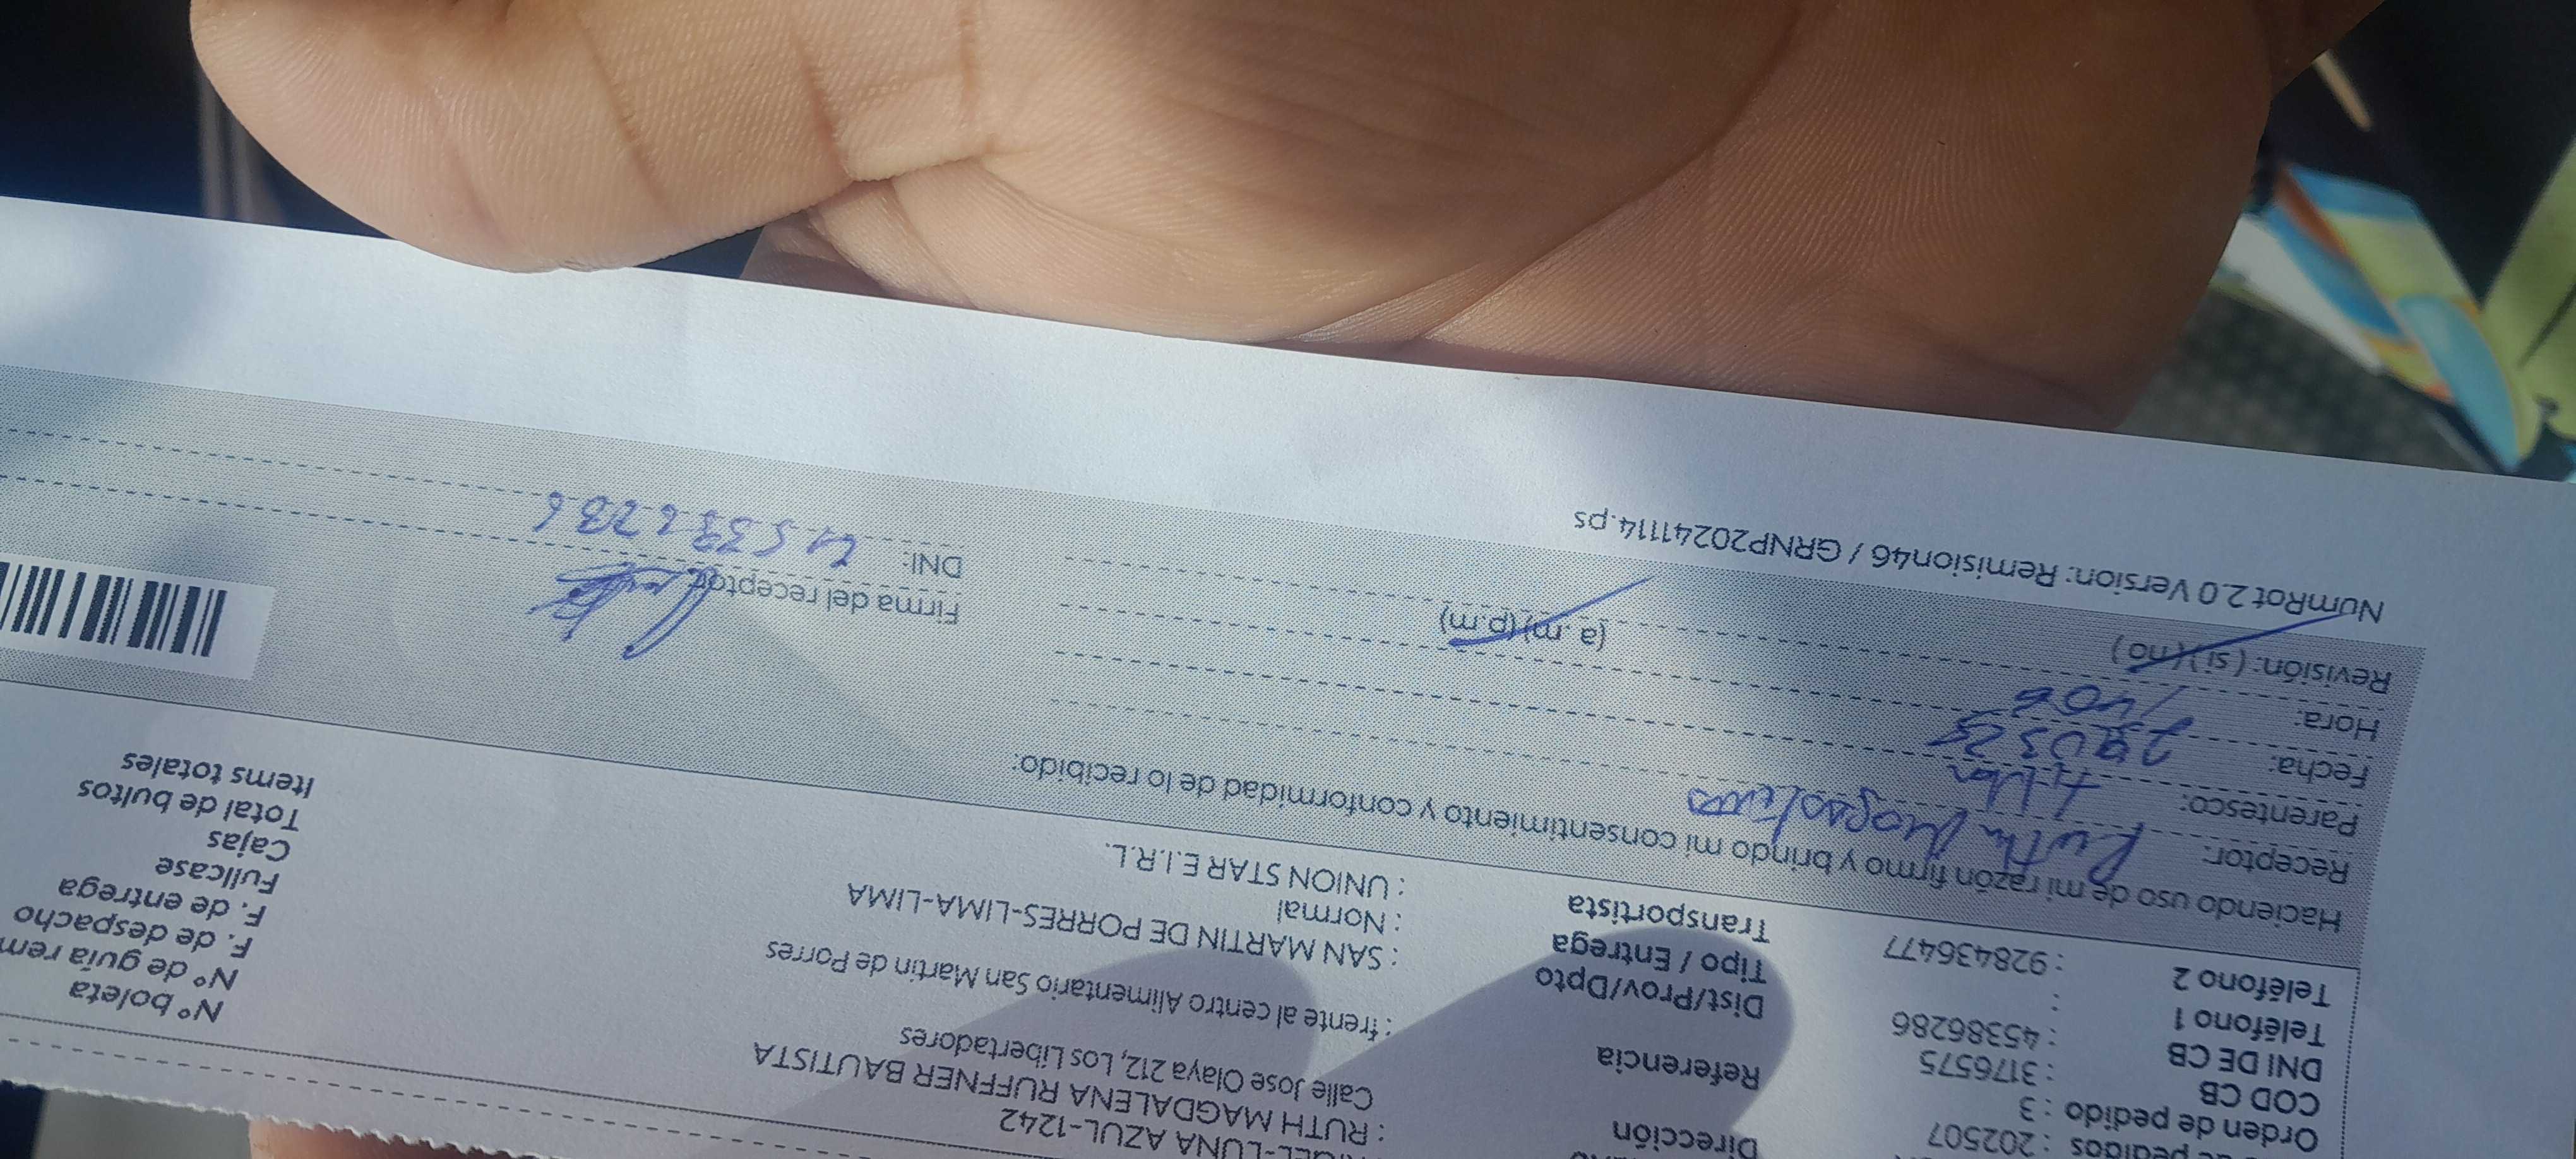 GEL-LUNA AZUL-1242
de pedidos : 202507
: RUTH MAGDALENA RUFFNER BAUTISTA
Orden de pedido : 3
Dirección
Calle Jose Olaya 212, Los Libertadores
COD CB : 3176575
Referencia : frente al centro Alimentario San Martin de Porres
DNI DE CB : 45386286
Dist/Prov/Dpto : SAN MARTIN DE PORRES-LIMA-LIMA
Teléfono 1 :
Tipo / Entrega : Normal
Teléfono 2 : 928436477
Transportista : UNION STAR E.I.R.L.
N° boleta
N° de guía rem
F. de despacho
F. de entrega
Fullcase
Cajas
Total de bultos
Items totales
Haciendo uso de mi razón firmo y brindo mi consentimiento y conformidad de lo recibido:
Receptor: Ruth
Parentesco:
Fecha: 290525
Hora:
(a .m) (p.m)
Revisión: ( si ) ( no )
Firma del receptor:
DNI:
NumRot 2.0 Version: Remision46 / GRNP20241114.ps